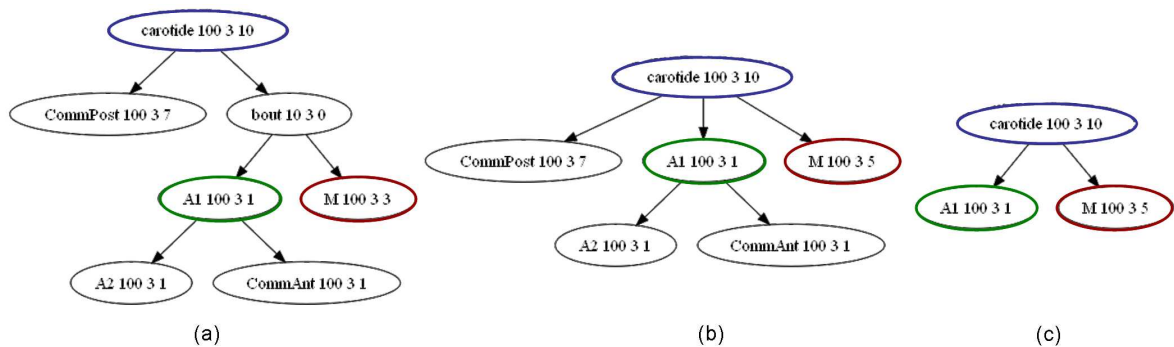 carotide 100 3 10
CommPost 100 3 7
bout 10 3 0
A1 100 3 1
M 100 3 3
A2 100 3 1
CommAnt 100 3 1
(a)
carotide 100 3 10
CommPost 100 3 7
A1 100 3 1
M 100 3 5
A2 100 3 1
CommAnt 100 3 1
(b)
carotide 100 3 10
A1 100 3 1
M 100 3 5
(c)